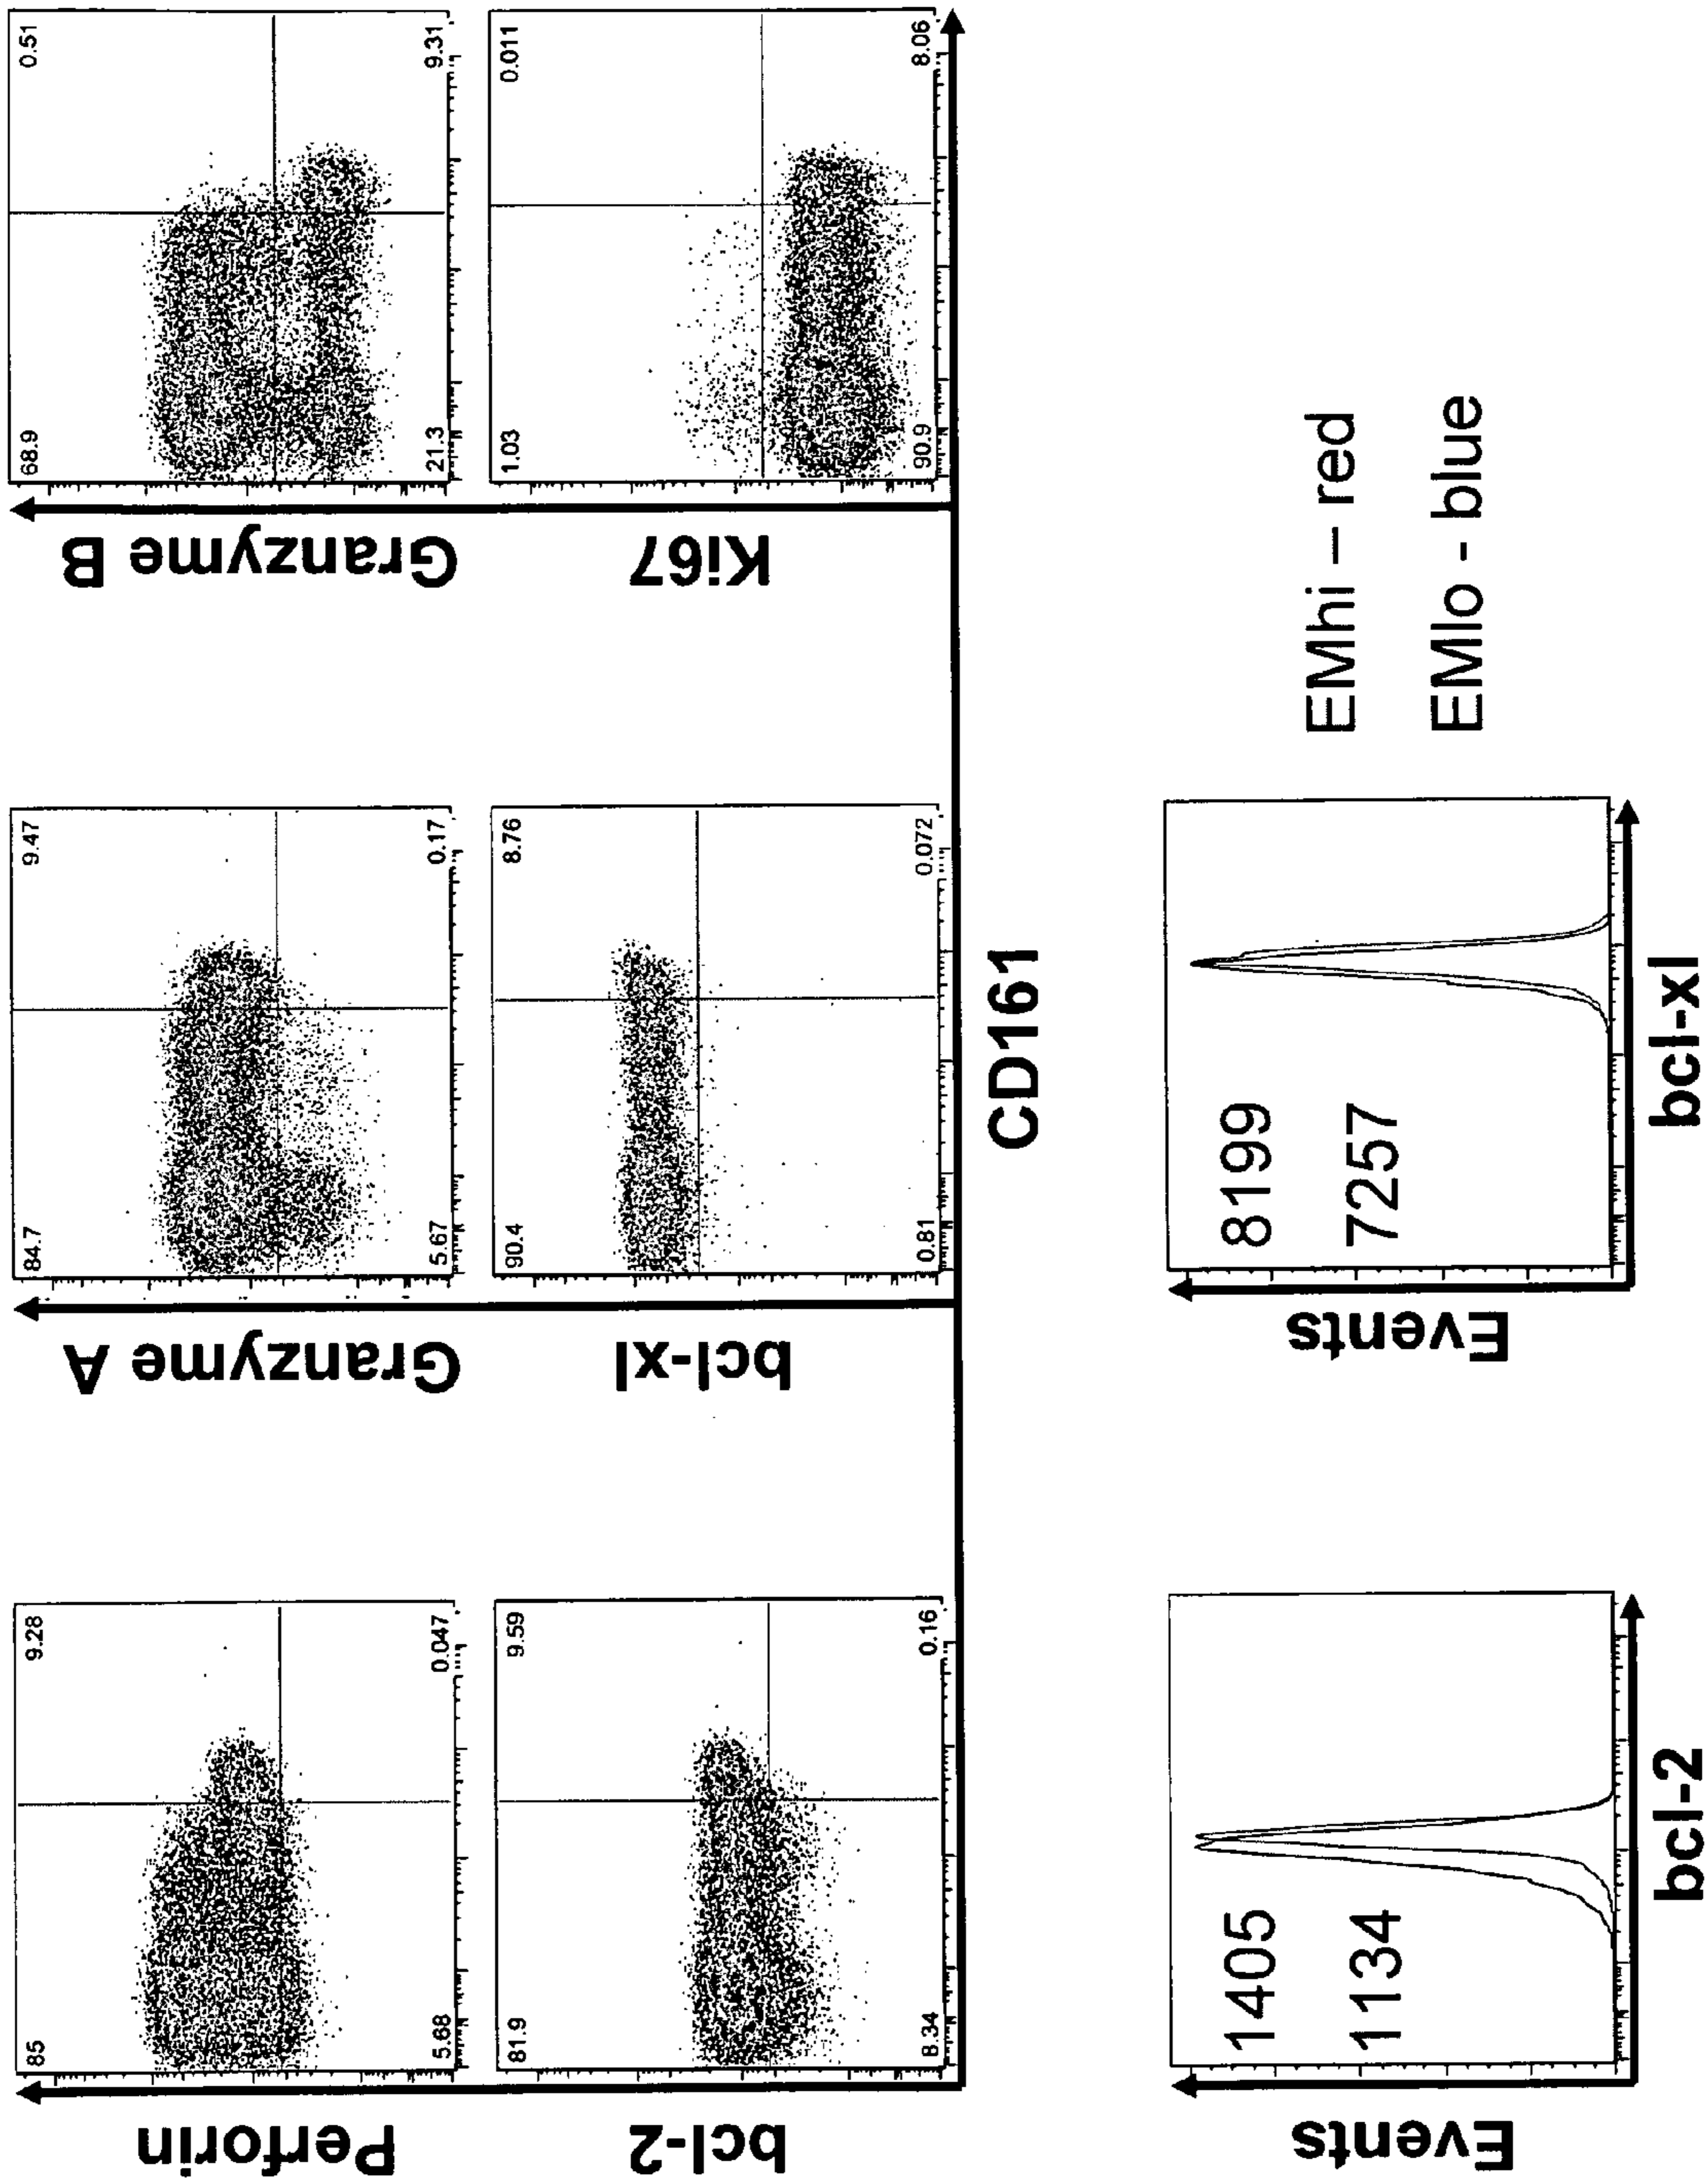 Perforin
85
9.28
5.68
0.047
Granzyme A
84.7
9.47
5.67
0.17
Granzyme B
68.9
0.51
21.3
9.31
bcl-2
81.9
9.59
8.34
0.16
bcl-xl
90.4
8.76
0.81
0.072
Ki67
1.03
0.011
90.9
8.06
CD161
Events
1405
1134
bcl-2
Events
8199
7257
bcl-xl
EMhi – red
EMlo - blue